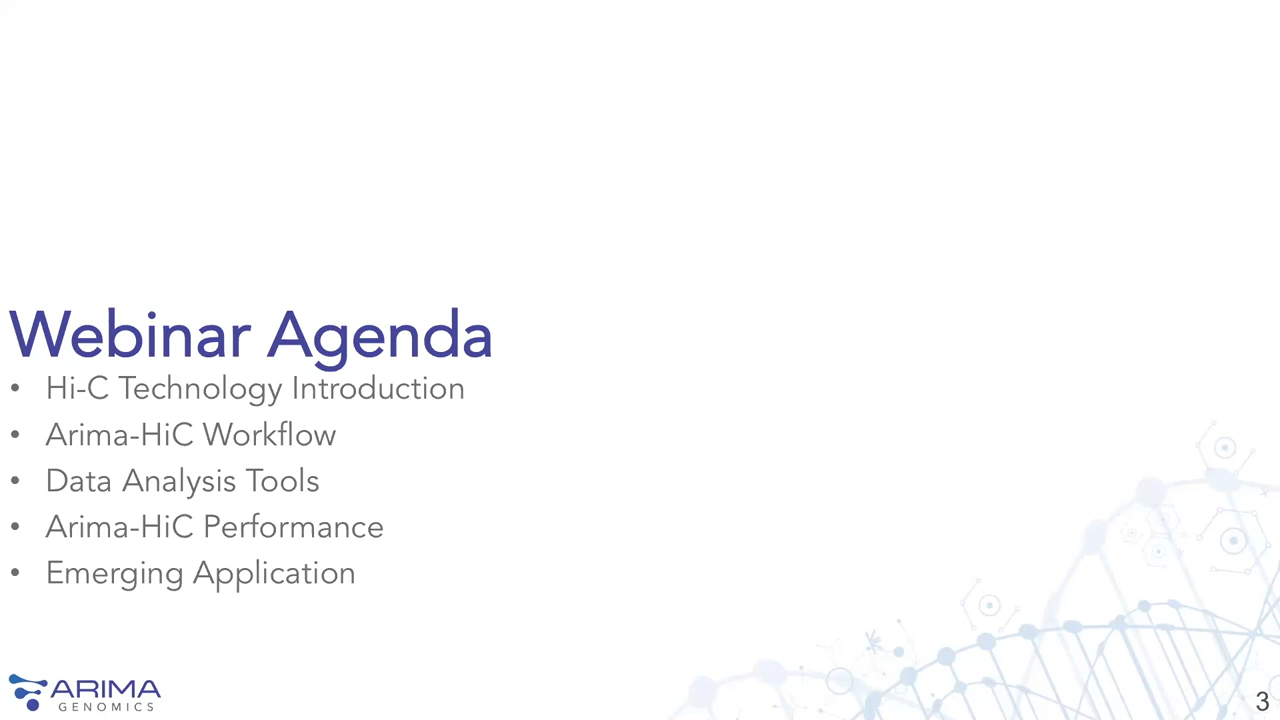 Webinar Agenda
• Hi-C Technology Introduction
• Arima-HiC Workflow
• Data Analysis Tools
• Arima-HiC Performance
• Emerging Application
ARIMA
GENOMICS
3